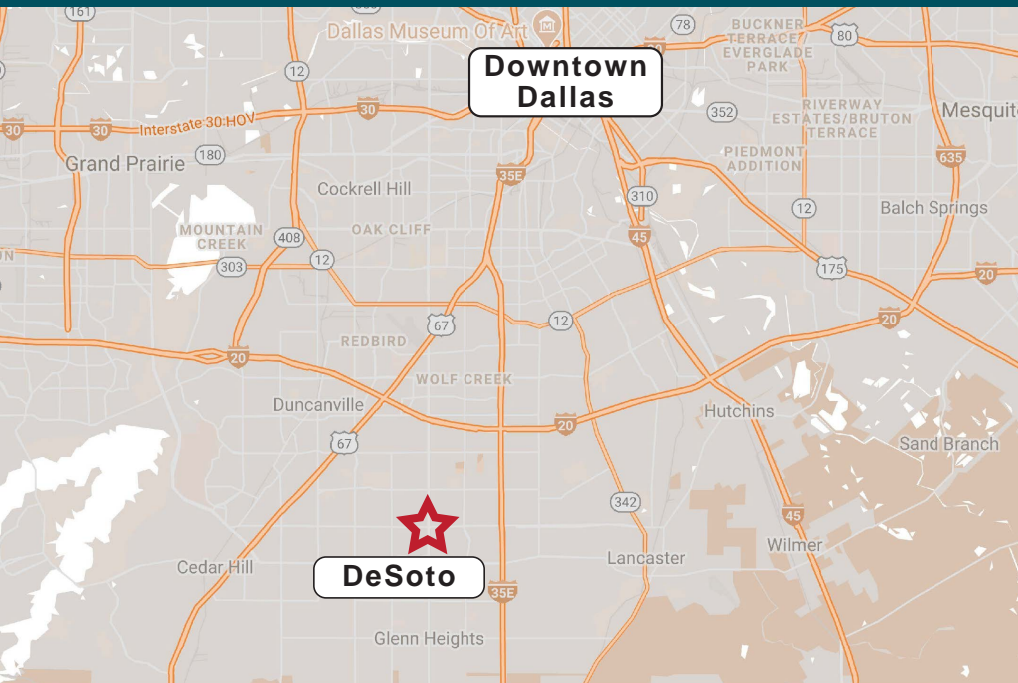 161
Dallas Museum Of Art
78
BUCKNER
TERRACE
EVERGLADE
PARK
80
12
Downtown
Dallas
30
352
RIVERWAY
ESTATES/BRUTON
TERRACE
Mesquite
30
30
Interstate 30 HOV
Grand Prairie
180
35E
PIEDMONT
ADDITION
635
Cockrell Hill
310
12
Balch Springs
MOUNTAIN
CREEK
408
OAK CLIFF
45
303
12
175
20
67
12
20
REDBIRD
20
WOLF CREEK
Duncanville
Hutchins
20
67
Sand Branch
342
45
Cedar Hill
Lancaster
Wilmer
DeSoto
35E
Glenn Heights